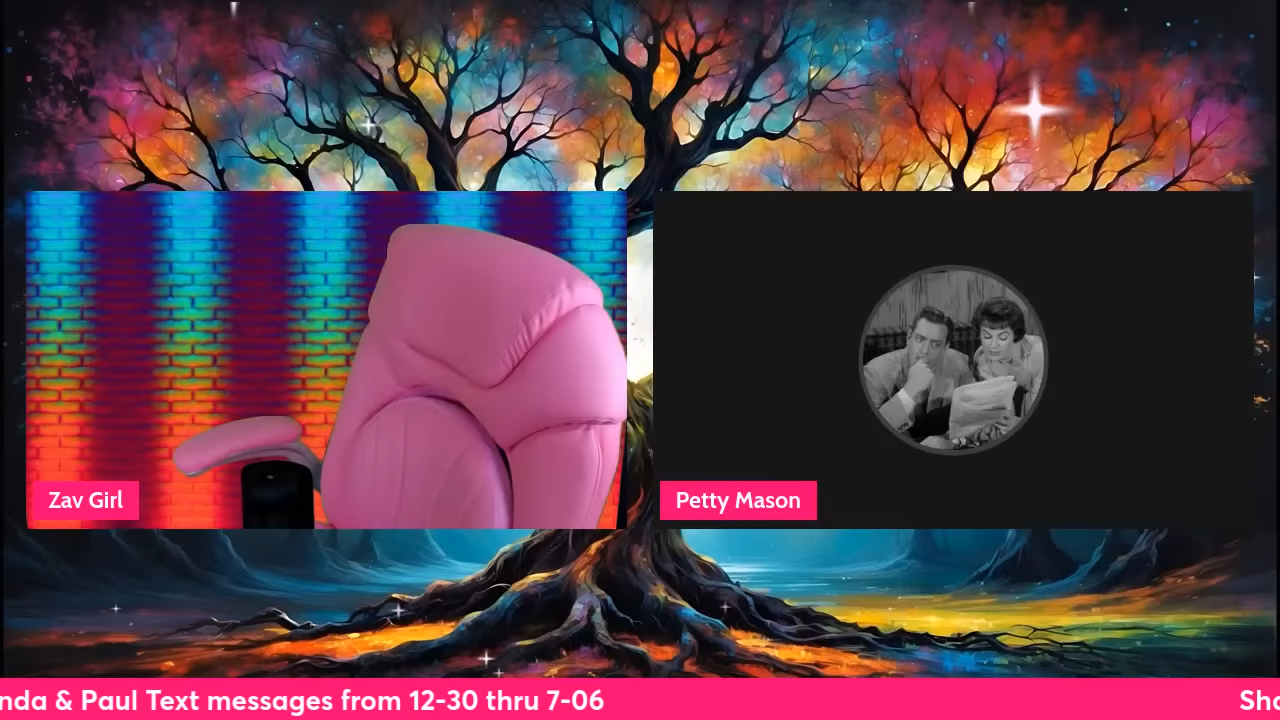 Zav Girl
Petty Mason
nda & Paul Text messages from 12-30 thru 7-06
Sha